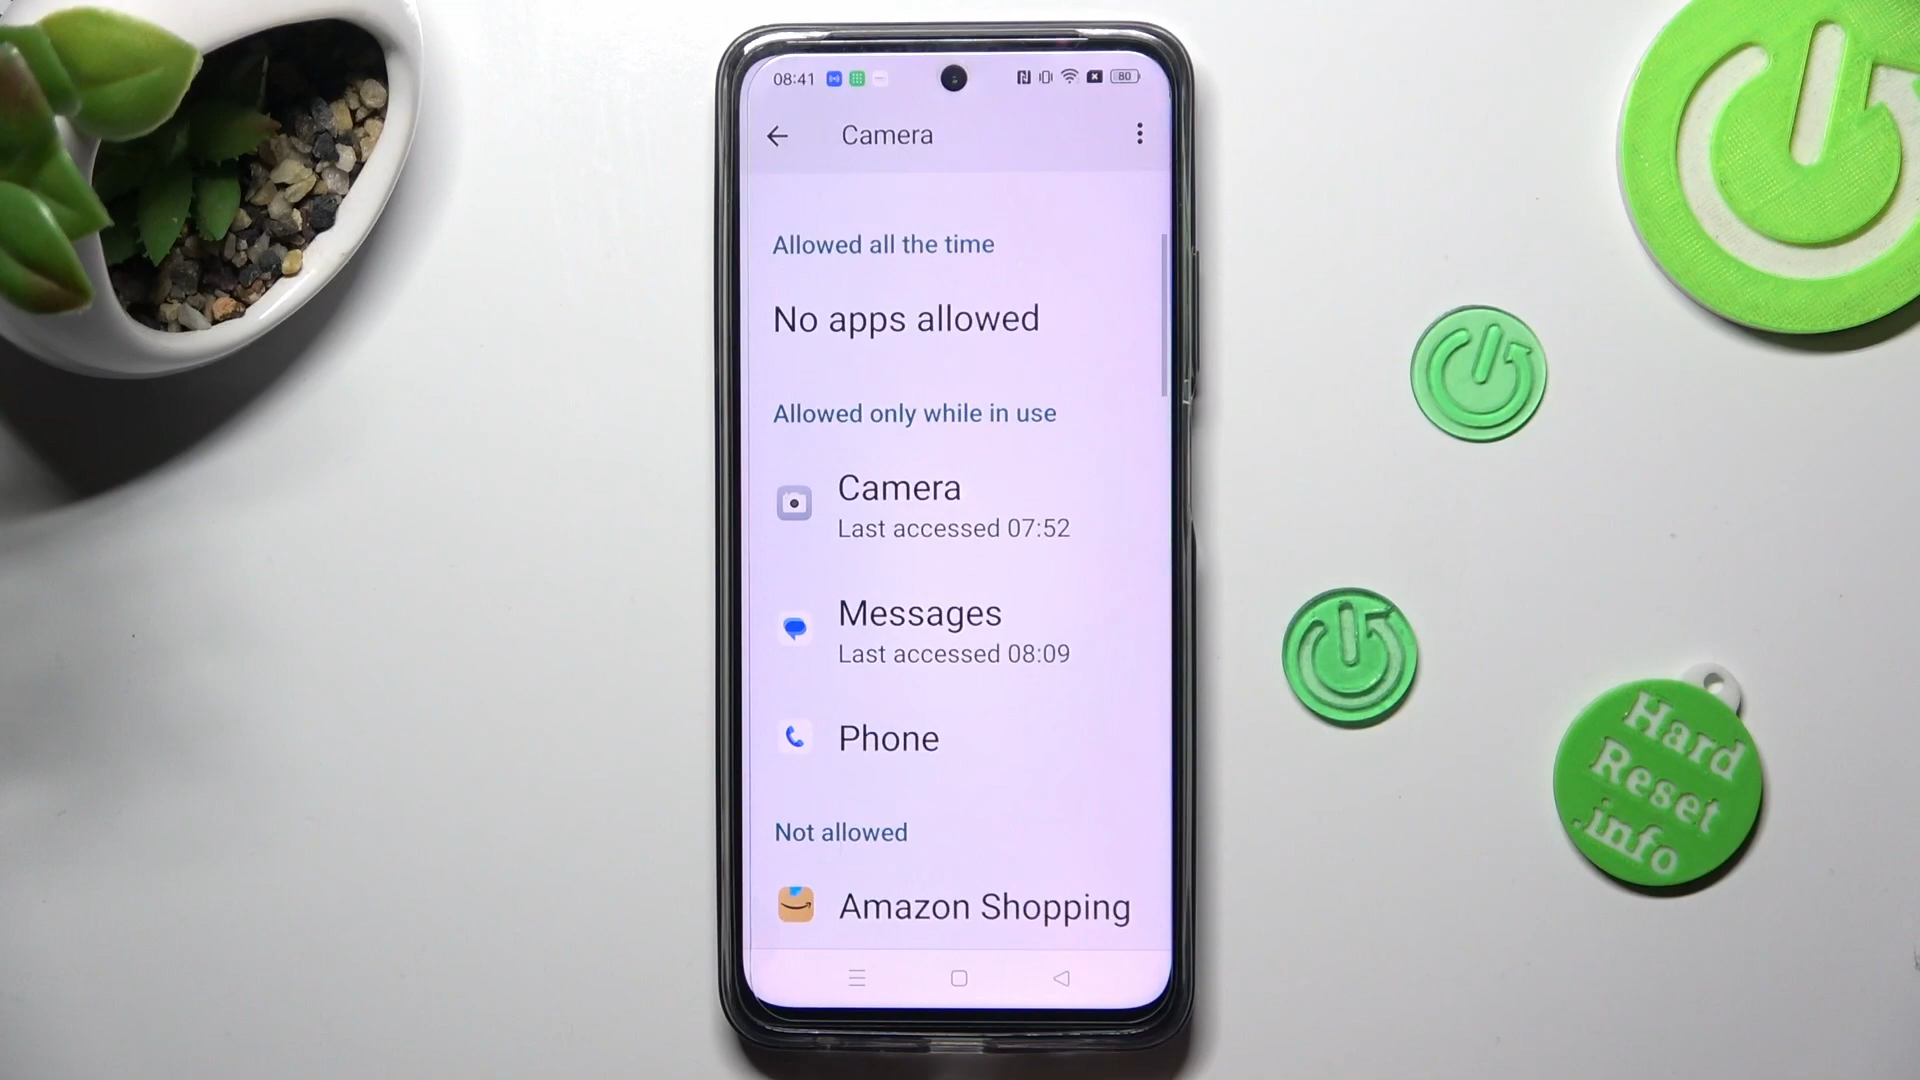 08:41
80
Camera
Allowed all the time
No apps allowed
Allowed only while in use
Camera
Last accessed 07:52
Messages
Last accessed 08:09
Phone
Not allowed
Amazon Shopping
Hard
Reset
.info